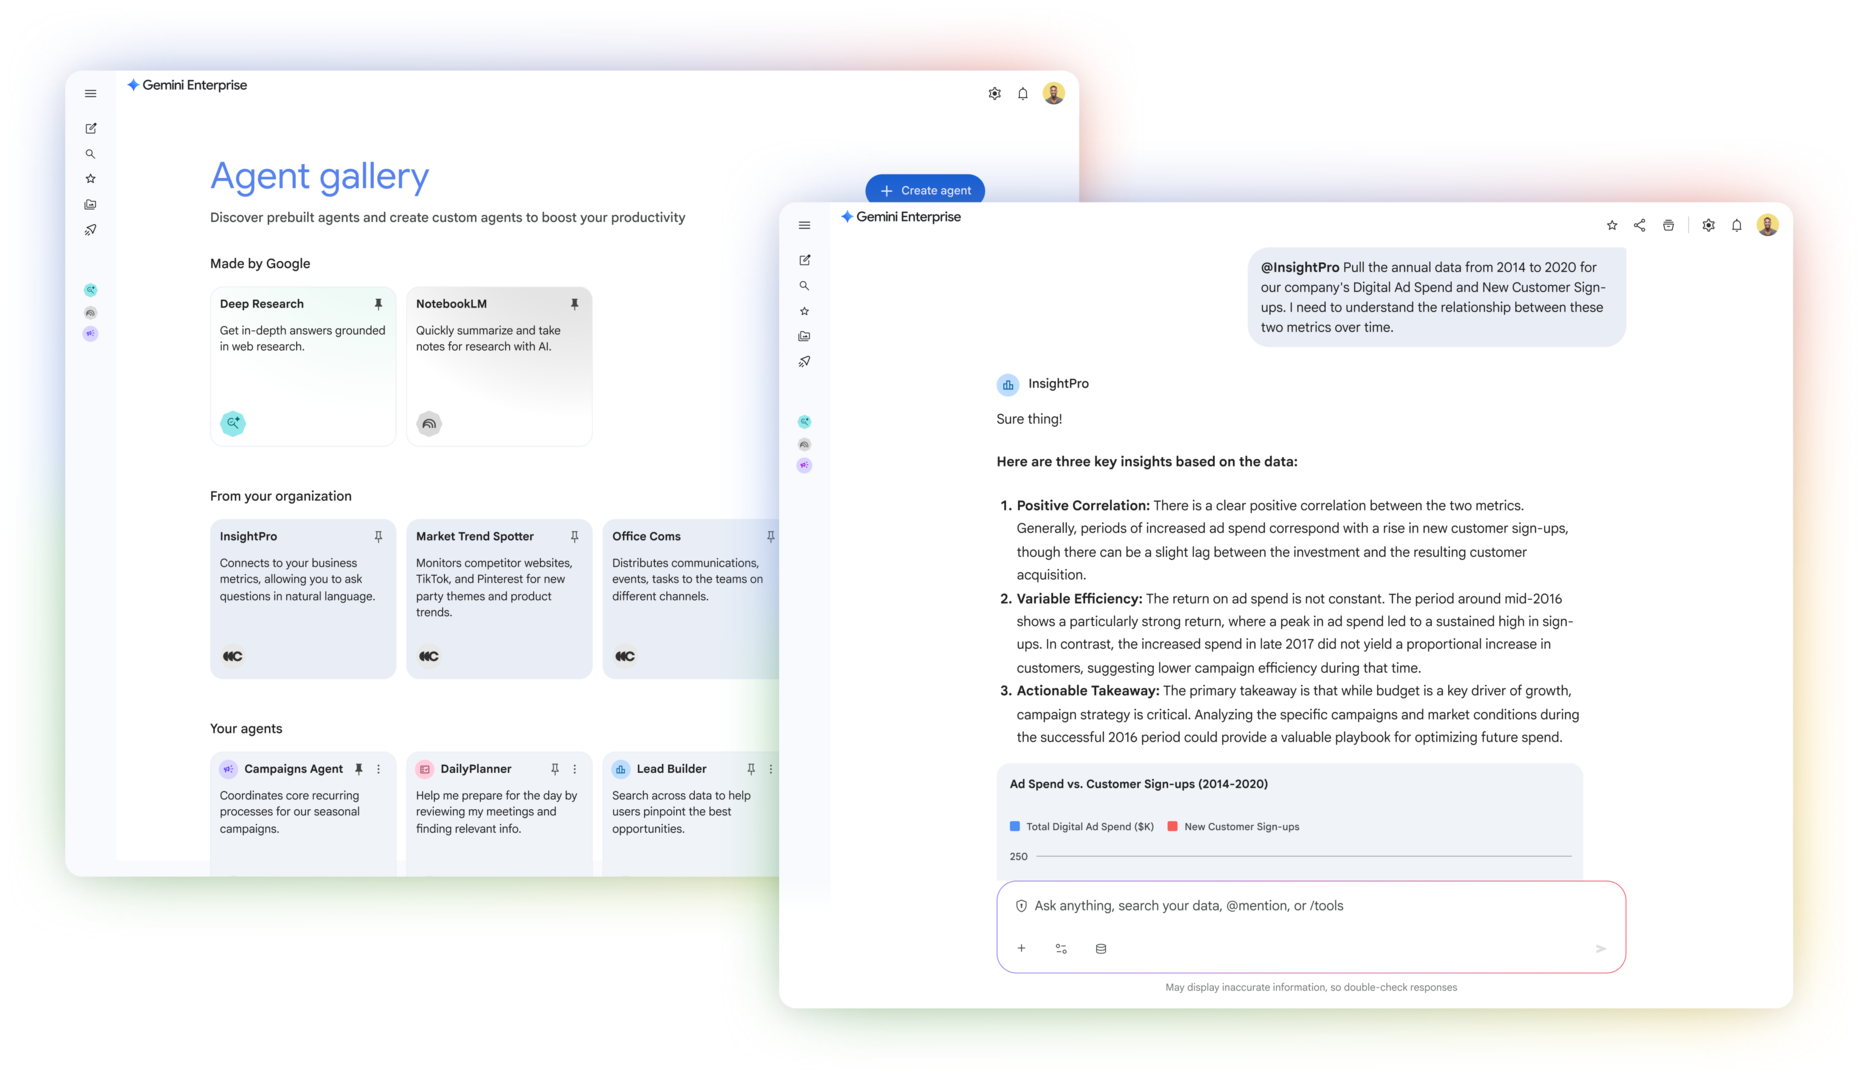 Gemini Enterprise
Agent gallery
Create agent
Discover prebuilt agents and create custom agents to boost your productivity
Made by Google
Deep Research
Get in-depth answers grounded
in web research.
NotebookLM
Quickly summarize and take
notes for research with AI.
From your organization
InsightPro
Connects to your business
metrics, allowing you to ask
questions in natural language.
Market Trend Spotter
Monitors competitor websites,
TikTok, and Pinterest for new
party themes and product
trends.
Office Coms
Distributes communications,
events, tasks to the teams on
different channels.
Your agents
Campaigns Agent
Coordinates core recurring
processes for our seasonal
campaigns.
DailyPlanner
Help me prepare for the day by
reviewing my meetings and
finding relevant info.
Lead Builder
Search across data to help
users pinpoint the best
opportunities.
Gemini Enterprise
@InsightPro Pull the annual data from 2014 to 2020 for
our company's Digital Ad Spend and New Customer Sign-
ups. I need to understand the relationship between these
two metrics over time.
InsightPro
Sure thing!
Here are three key insights based on the data:
1. Positive Correlation: There is a clear positive correlation between the two metrics.
Generally, periods of increased ad spend correspond with a rise in new customer sign-ups,
though there can be a slight lag between the investment and the resulting customer
acquisition.
2. Variable Efficiency: The return on ad spend is not constant. The period around mid-2016
shows a particularly strong return, where a peak in ad spend led to a sustained high in sign-
ups. In contrast, the increased spend in late 2017 did not yield a proportional increase in
customers, suggesting lower campaign efficiency during that time.
3. Actionable Takeaway: The primary takeaway is that while budget is a key driver of growth,
campaign strategy is critical. Analyzing the specific campaigns and market conditions during
the successful 2016 period could provide a valuable playbook for optimizing future spend.
Ad Spend vs. Customer Sign-ups (2014-2020)
Total Digital Ad Spend ($K) New Customer Sign-ups
250
Ask anything, search your data, @mention, or /tools
May display inaccurate information, so double-check responses